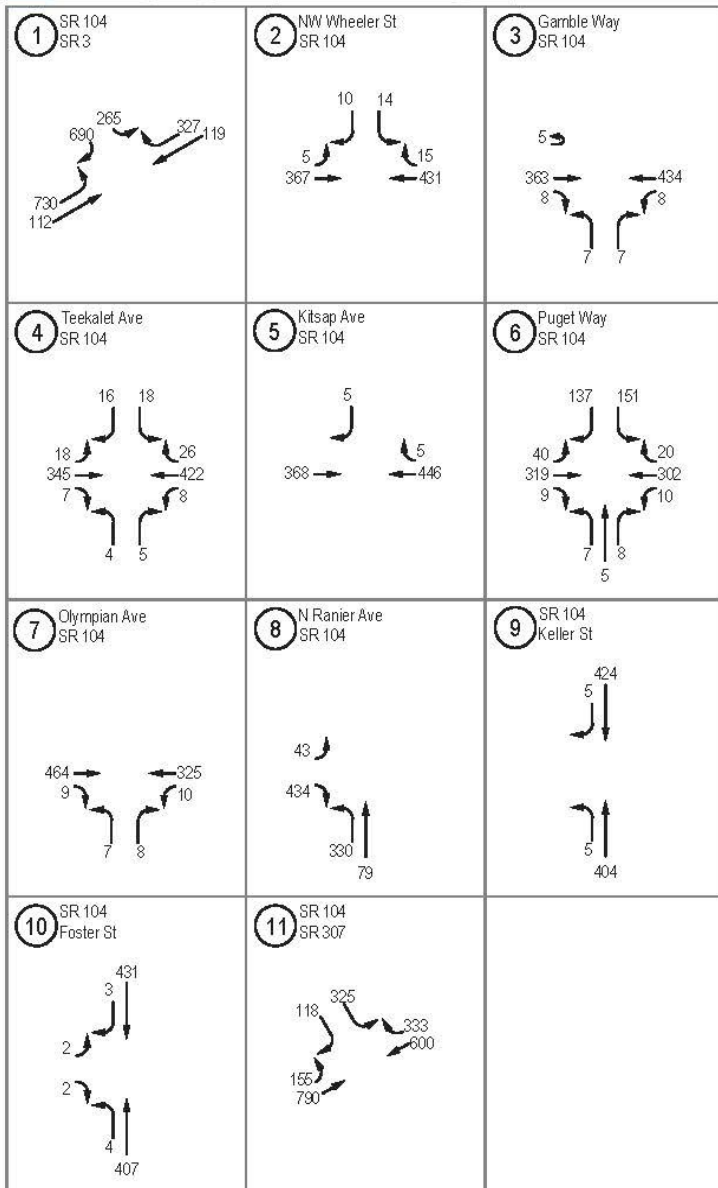 1 SR 104
SR 3
265
690
327
119
730
112
2 NW Wheeler St
SR 104
10 14
5 15
367 431
3 Gamble Way
SR 104
5
363 434
8 8
7 7
4 Teekalet Ave
SR 104
16 18
18 26
345 422
7 8
4 5
5 Kitsap Ave
SR 104
5
5
368 446
6 Puget Way
SR 104
137 151
40 20
319 302
9 10
7 8
5
7 Olympian Ave
SR 104
464 325
9 10
7 8
8 N Ranier Ave
SR 104
43
434
330
79
9 SR 104
Keller St
424
5
5
404
10 SR 104
Foster St
431
3
2
2
4
407
11 SR 104
SR 307
325
118
333
600
155
790